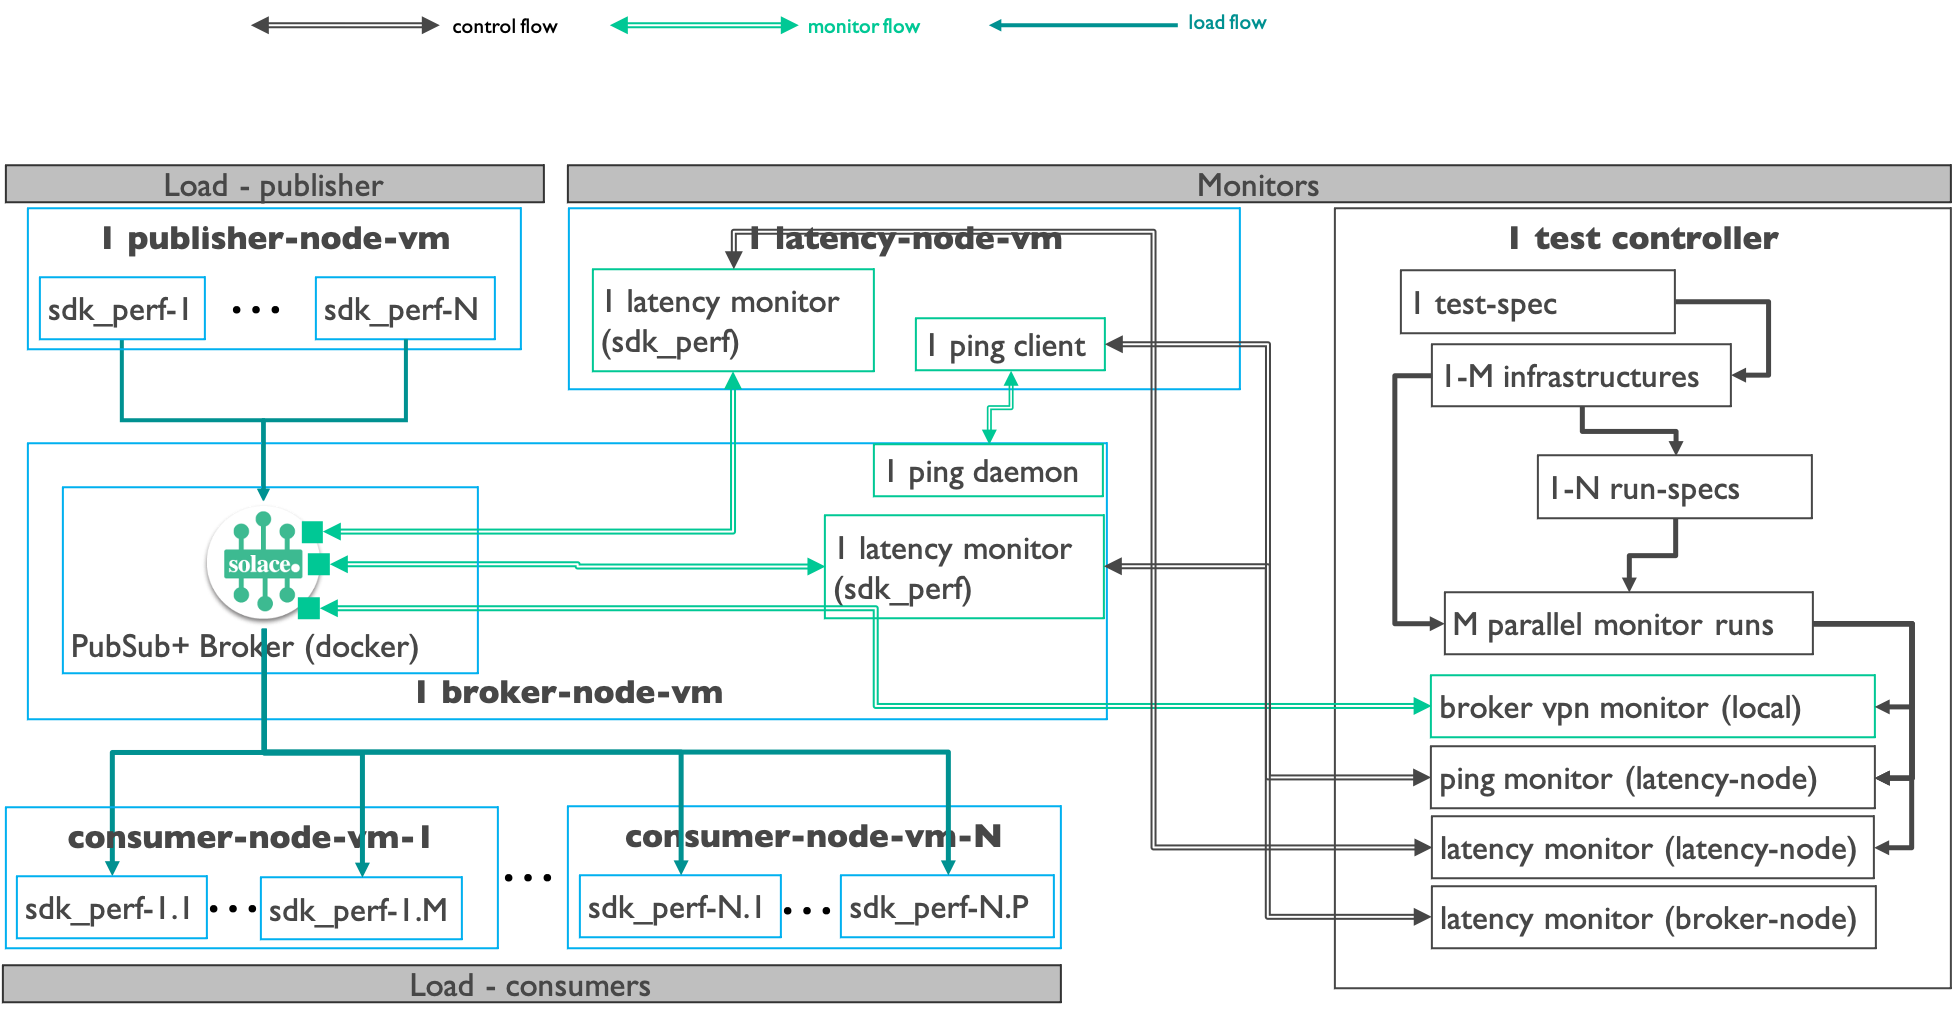 control flow
monitor flow
load flow
Load - publisher
Monitors
1 publisher-node-vm
sdk_perf-1
sdk_perf-N
1 latency-node-vm
1 latency monitor
(sdk_perf)
1 ping client
1 test controller
1 test-spec
1-M infrastructures
1-N run-specs
M parallel monitor runs
broker vpn monitor (local)
ping monitor (latency-node)
latency monitor (latency-node)
latency monitor (broker-node)
1 ping daemon
1 latency monitor
(sdk_perf)
solace.
PubSub+ Broker (docker)
1 broker-node-vm
consumer-node-vm-1
sdk_perf-1.1
sdk_perf-1.M
consumer-node-vm-N
sdk_perf-N.1
sdk_perf-N.P
Load - consumers